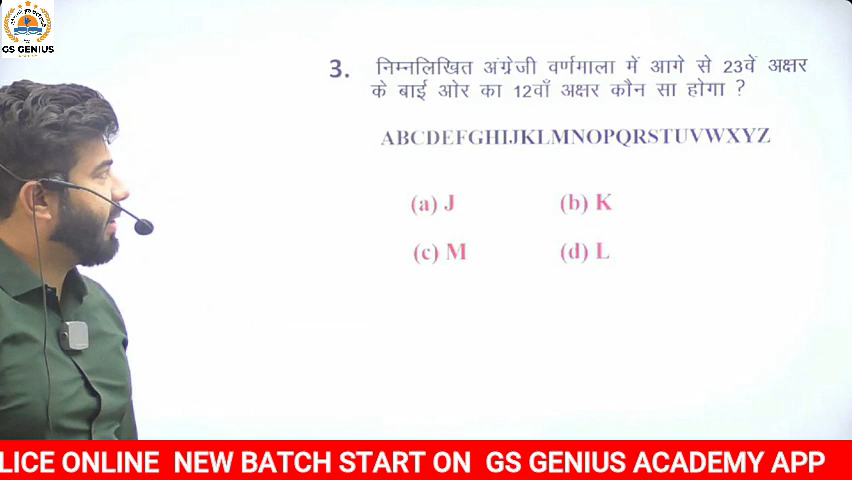 GS GENIUS
ACADEMY
3. निम्नलिखित अंग्रेजी वर्णमाला में आगे से 23वें अक्षर
के बाई ओर का 12वाँ अक्षर कौन सा होगा ?
ABCDEFGHIJKLMNOPQRSTUVWXYZ
(a) J (b) K
(c) M (d) L
LICE ONLINE NEW BATCH START ON GS GENIUS ACADEMY APP